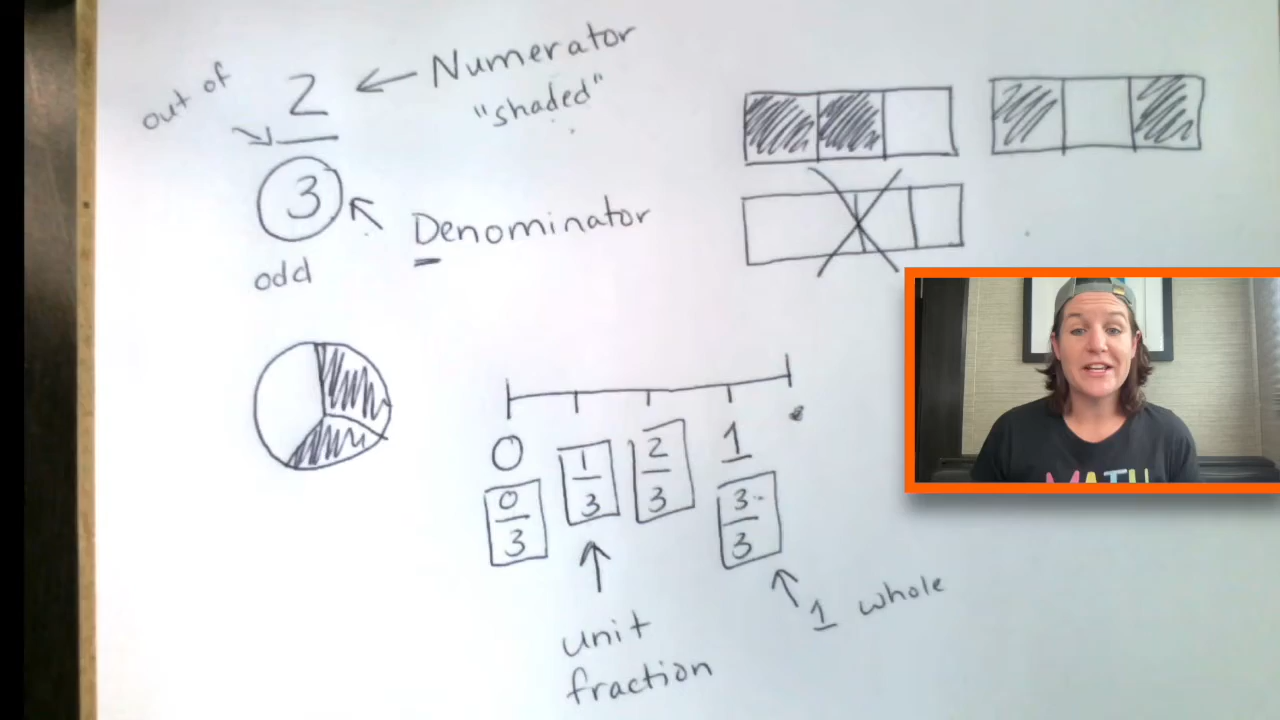 out of
2
Numerator
"shaded"
3
Denominator
odd
0
1
0
3
1
3
2
3
3
3
unit
fraction
1 whole
MATH